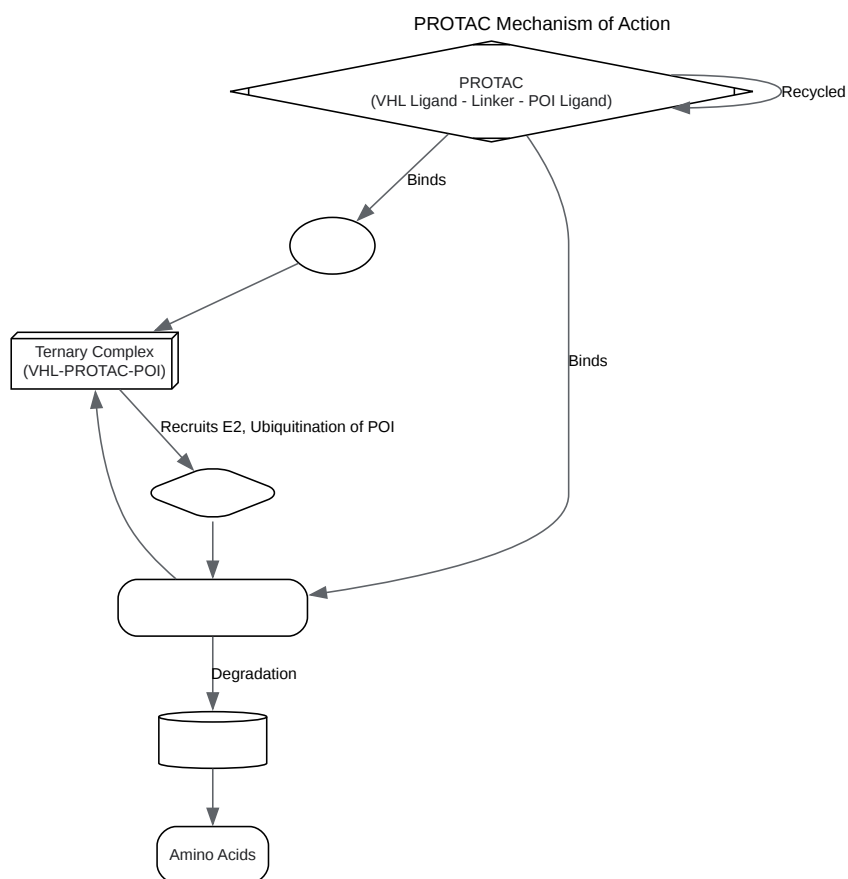 PROTAC Mechanism of Action
PROTAC
(VHL Ligand - Linker - POI Ligand)
Recycled
Binds
Binds
Ternary Complex
(VHL-PROTAC-POI)
Recruits E2, Ubiquitination of POI
Degradation
Amino Acids